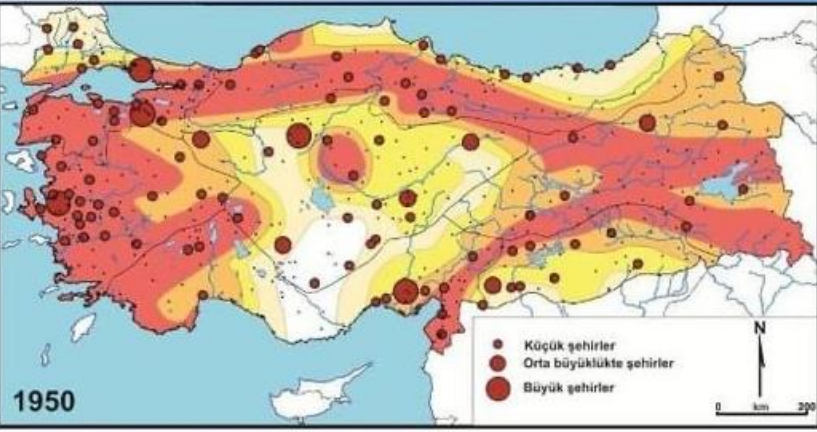 N
Küçük şehirler
Orta büyüklükte şehirler
Büyük şehirler
1950
0 km 200